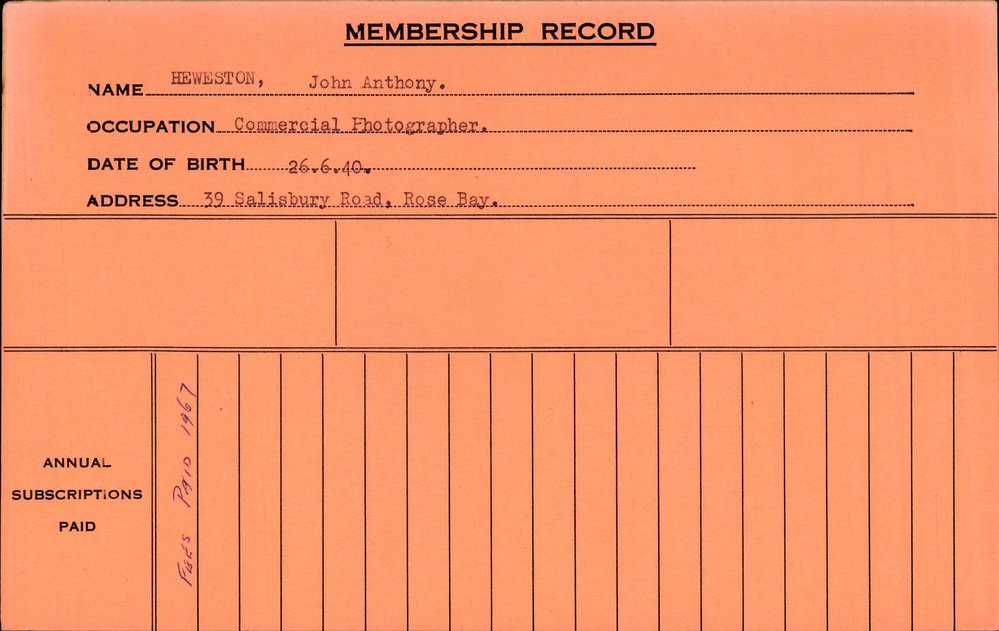 MEMBERSHIP RECORD
NAME HEWESTON, John Anthony.
OCCUPATION Commercial Photographer.
DATE OF BIRTH 26.6.40.
ADDRESS 39 Salisbury Road, Rose Bay.
ANNUAL
SUBSCRIPTIONS
PAID
FEES PAID 1967